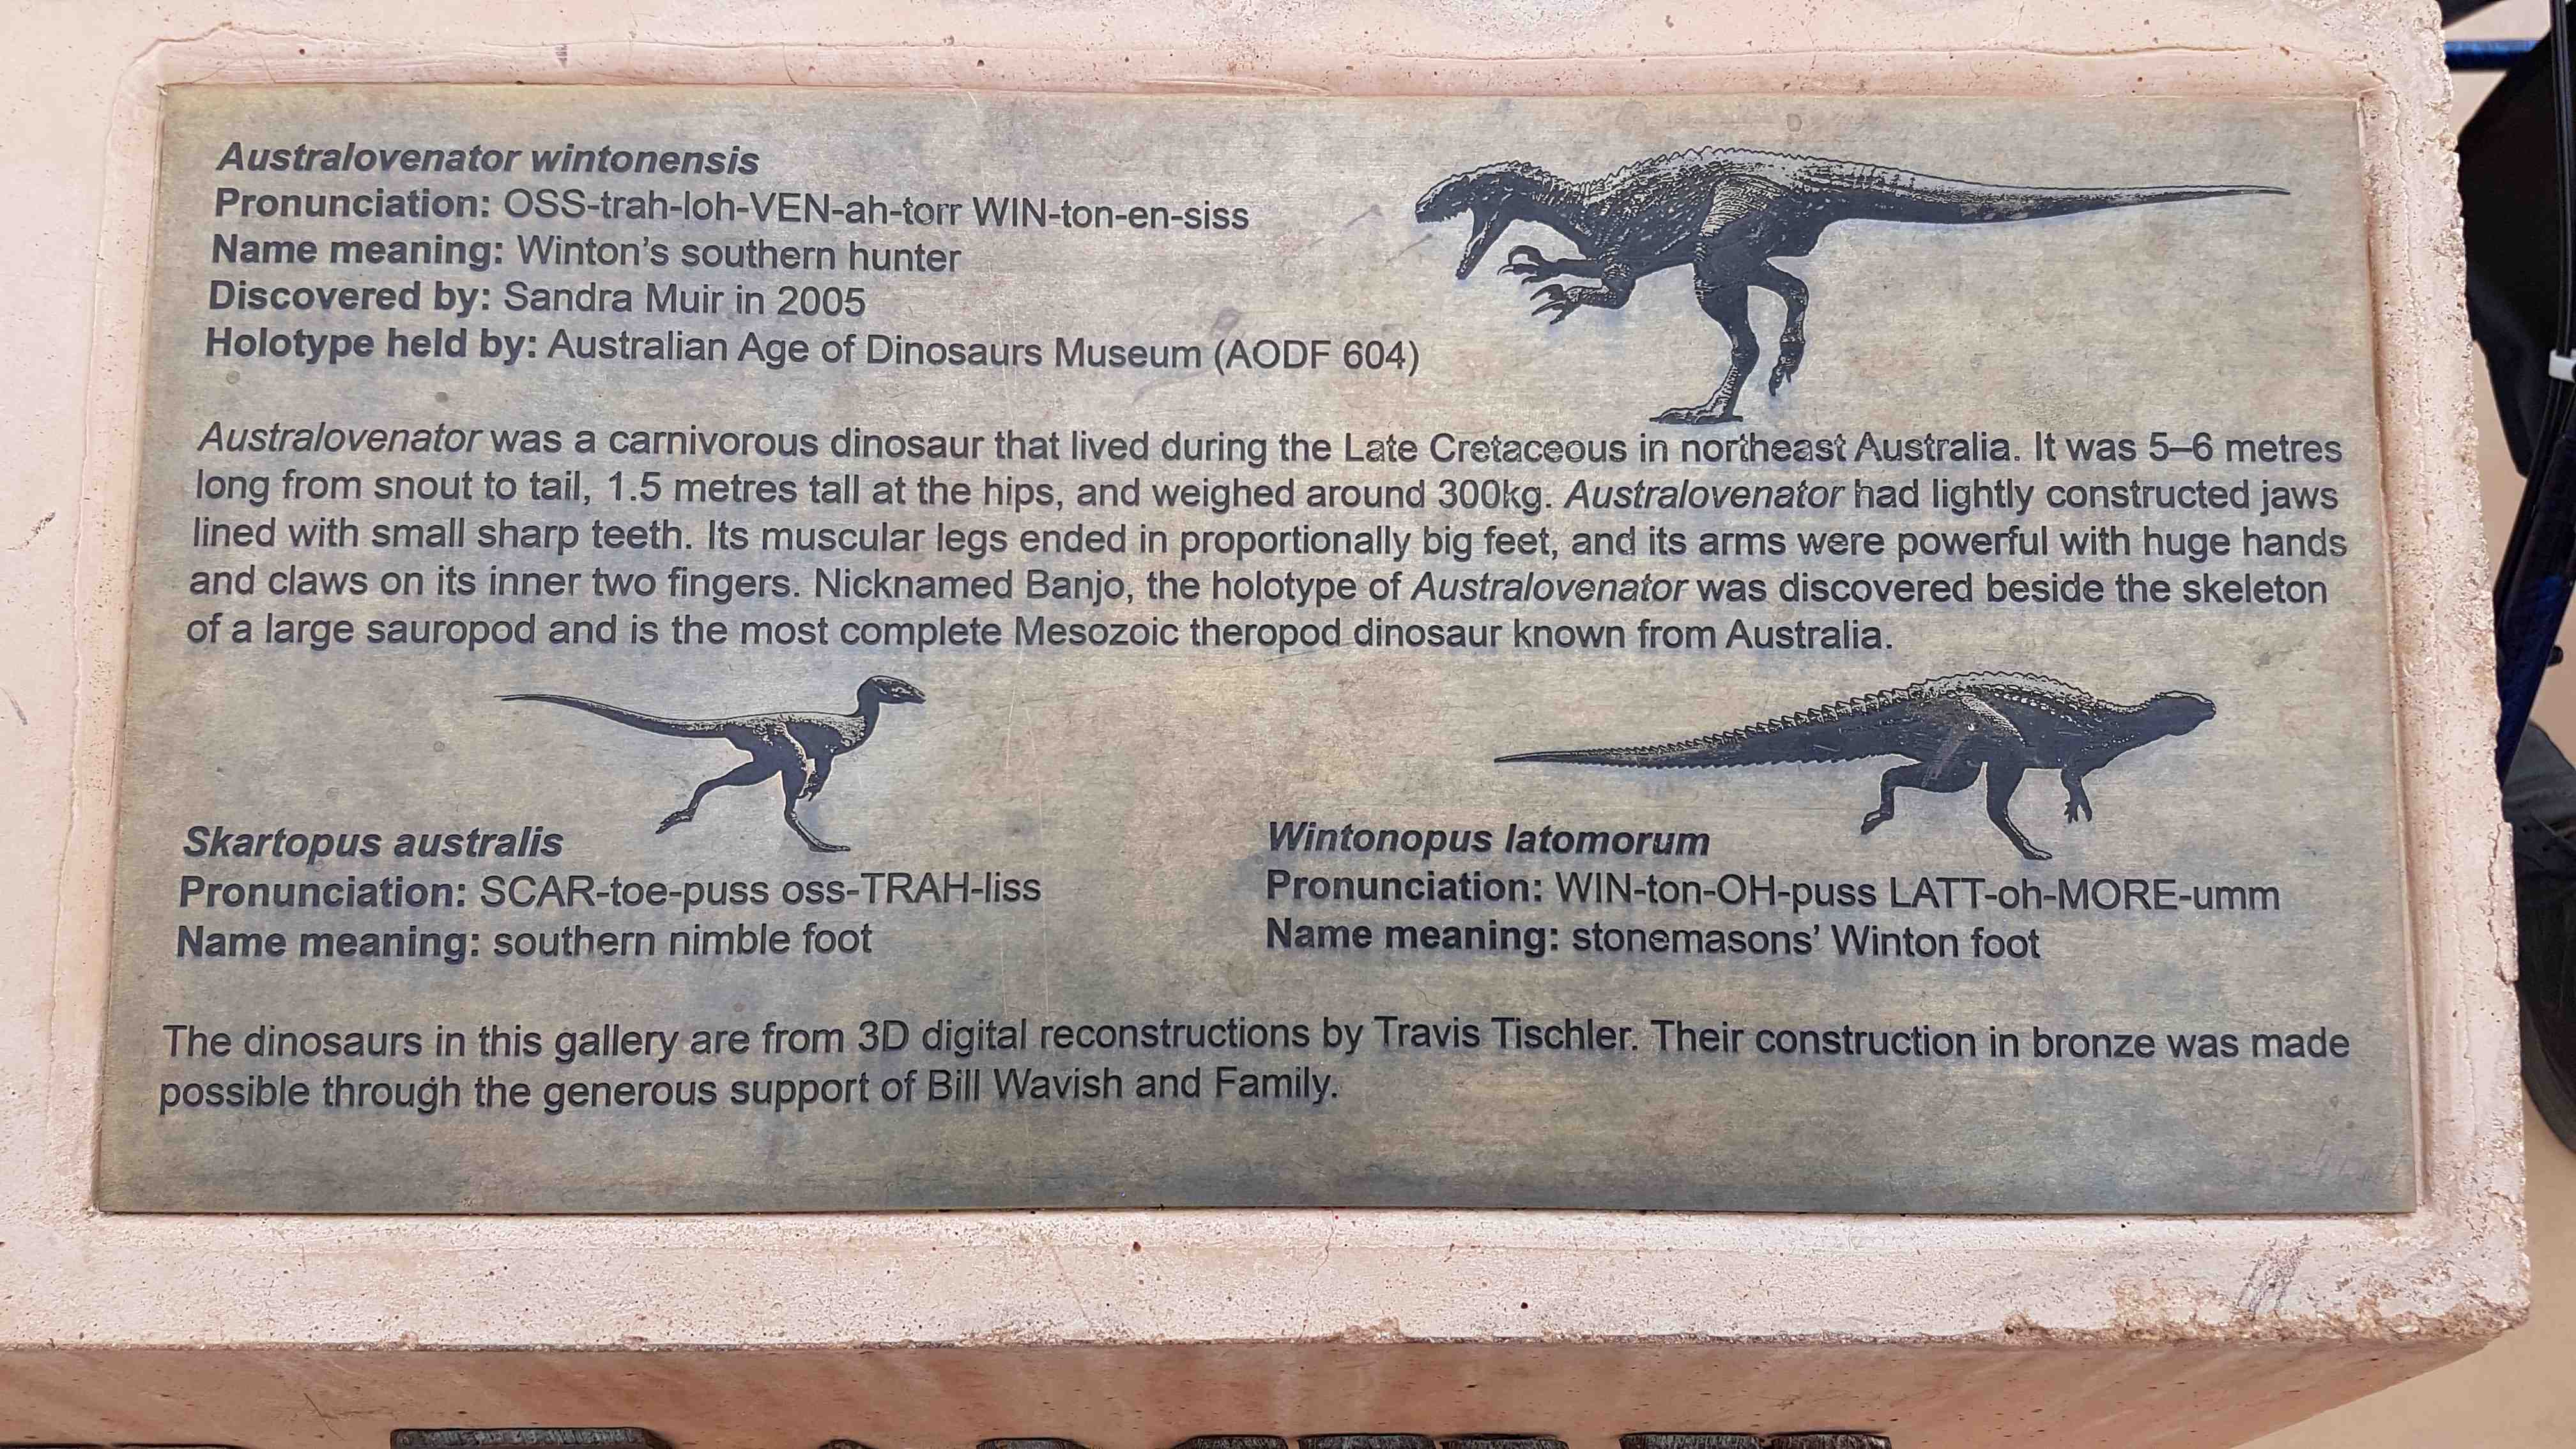 Australovenator wintonensis
Pronunciation: OSS-trah-loh-VEN-ah-torr WIN-ton-en-siss
Name meaning: Winton's southern hunter
Discovered by: Sandra Muir in 2005
Holotype held by: Australian Age of Dinosaurs Museum (AODF 604)
Australovenator was a carnivorous dinosaur that lived during the Late Cretaceous in northeast Australia. It was 5–6 metres
long from snout to tail, 1.5 metres tall at the hips, and weighed around 300kg. Australovenator had lightly constructed jaws
lined with small sharp teeth. Its muscular legs ended in proportionally big feet, and its arms were powerful with huge hands
and claws on its inner two fingers. Nicknamed Banjo, the holotype of Australovenator was discovered beside the skeleton
of a large sauropod and is the most complete Mesozoic theropod dinosaur known from Australia.
Skartopus australis
Pronunciation: SCAR-toe-puss oss-TRAH-liss
Name meaning: southern nimble foot
Wintonopus latomorum
Pronunciation: WIN-ton-OH-puss LATT-oh-MORE-umm
Name meaning: stonemasons' Winton foot
The dinosaurs in this gallery are from 3D digital reconstructions by Travis Tischler. Their construction in bronze was made
possible through the generous support of Bill Wavish and Family.